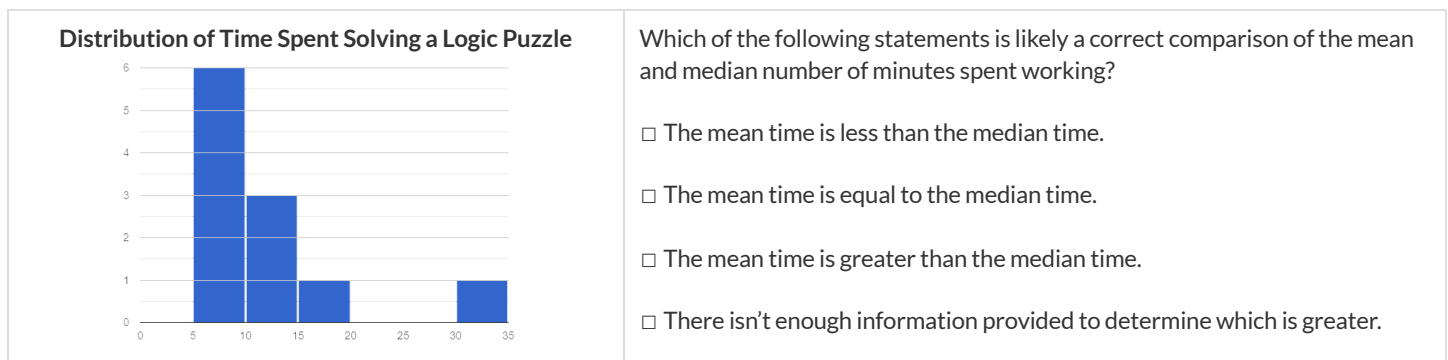 Distribution of Time Spent Solving a Logic Puzzle
6
5
4
3
2
1
0
0 5 10 15 20 25 30 35
Which of the following statements is likely a correct comparison of the mean
and median number of minutes spent working?
□ The mean time is less than the median time.
□ The mean time is equal to the median time.
□ The mean time is greater than the median time.
□ There isn’t enough information provided to determine which is greater.